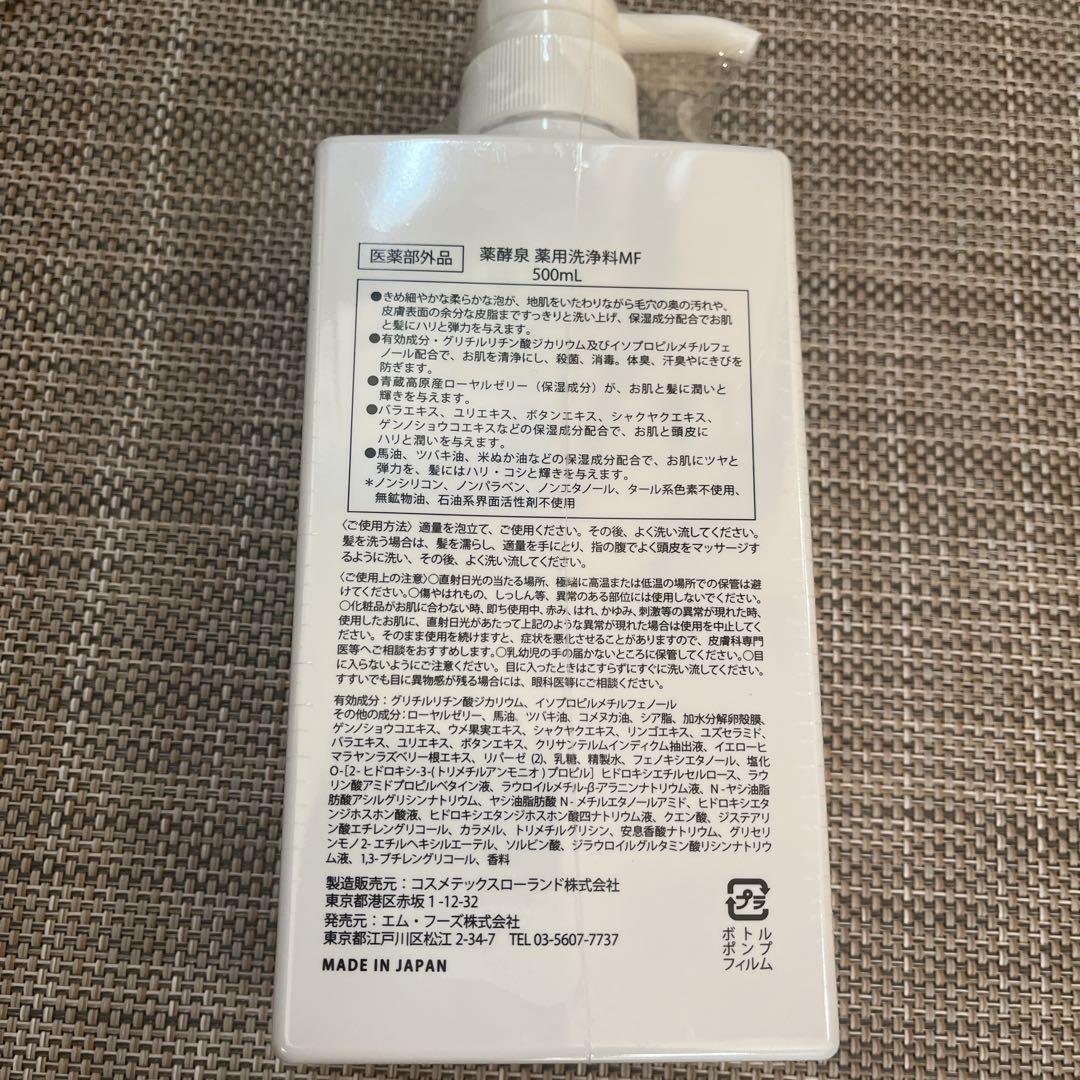 医薬部外品
薬酵泉 薬用洗浄料MF
500mL
●きめ細やかな柔らかな泡が、地肌をいたわりながら毛穴の奥の汚れや、
皮膚表面の余分な皮脂まですっきりと洗い上げ、保湿成分配合でお肌
と髪にハリと弾力を与えます。
●有効成分・グリチルリチン酸ジカリウム及びイソプロピルメチルフェ
ノール配合で、お肌を清浄にし、殺菌、消毒。体臭、汗臭やにきびを
防ぎます。
●青蔵高原産ローヤルゼリー（保湿成分）が、お肌と髪に潤いと
輝きを与えます。
●バラエキス、ユリエキス、ボタンエキス、シャクヤクエキス、
ゲンノショウコエキスなどの保湿成分配合で、お肌と頭皮に
ハリと潤いを与えます。
●馬油、ツバキ油、米ぬか油などの保湿成分配合で、お肌にツヤと
弾力を、髪にはハリ・コシと輝きを与えます。
＊ノンシリコン、ノンパラベン、ノンエタノール、タール系色素不使用、
無鉱物油、石油系界面活性剤不使用
〈ご使用方法〉適量を泡立て、ご使用ください。その後、よく洗い流してください。
髪を洗う場合は、髪を濡らし、適量を手にとり、指の腹でよく頭皮をマッサージす
るように洗い、その後、よく洗い流してください。
〈ご使用上の注意〉○直射日光の当たる場所、極端に高温または低温の場所での保管は避
けてください。○傷やはれもの、しっしん等、異常のある部位には使用しないでください。
○化粧品がお肌に合わない時、即ち使用中、赤み、はれ、かゆみ、刺激等の異常が現れた時、
使用したお肌に、直射日光があたって上記のような異常が現れた場合は使用を中止してく
ださい。そのまま使用を続けますと、症状を悪化させることがありますので、皮膚科専門
医等へご相談をおすすめします。○乳幼児の手の届かないところに保管してください。○目
に入らないようにご注意ください。目に入ったときはこすらずにすぐに洗い流してください。
すすいでも目に異物感が残る場合には、眼科医等にご相談ください。
有効成分：グリチルリチン酸ジカリウム、イソプロピルメチルフェノール
その他の成分：ローヤルゼリー、馬油、ツバキ油、コメヌカ油、シア脂、加水分解卵殻膜、
ゲンノショウコエキス、ウメ果実エキス、シャクヤクエキス、リンゴエキス、ユズセラミド、
バラエキス、ユリエキス、ボタンエキス、クリサンテルムインディクム抽出液、イエローヒ
マラヤンラズベリー根エキス、リパーゼ(2)、乳糖、精製水、フェノキシエタノール、塩化
O-[2-ヒドロキシ-3-(トリメチルアンモニオ)プロピル]ヒドロキシエチルセルロース、ラウ
リン酸アミドプロピルベタイン液、ラウロイルメチル-β-アラニンナトリウム液、N-ヤシ油脂
肪酸アシルグリシンナトリウム、ヤシ油脂肪酸N-メチルエタノールアミド、ヒドロキシエタ
ンジホスホン酸液、ヒドロキシエタンジホスホン酸四ナトリウム液、クエン酸、ジステアリ
ン酸エチレングリコール、カラメル、トリメチルグリシン、安息香酸ナトリウム、グリセリ
ンモノ2-エチルヘキシルエーテル、ソルビン酸、ジラウロイルグルタミン酸リシンナトリウ
ム液、1,3-ブチレングリコール、香料
製造販売元：コスメテックスローランド株式会社
東京都港区赤坂1-12-32
発売元：エム・フーズ株式会社
東京都江戸川区松江2-34-7 TEL 03-5607-7737
MADE IN JAPAN
プラ
ボトル
ポンプ
フィルム